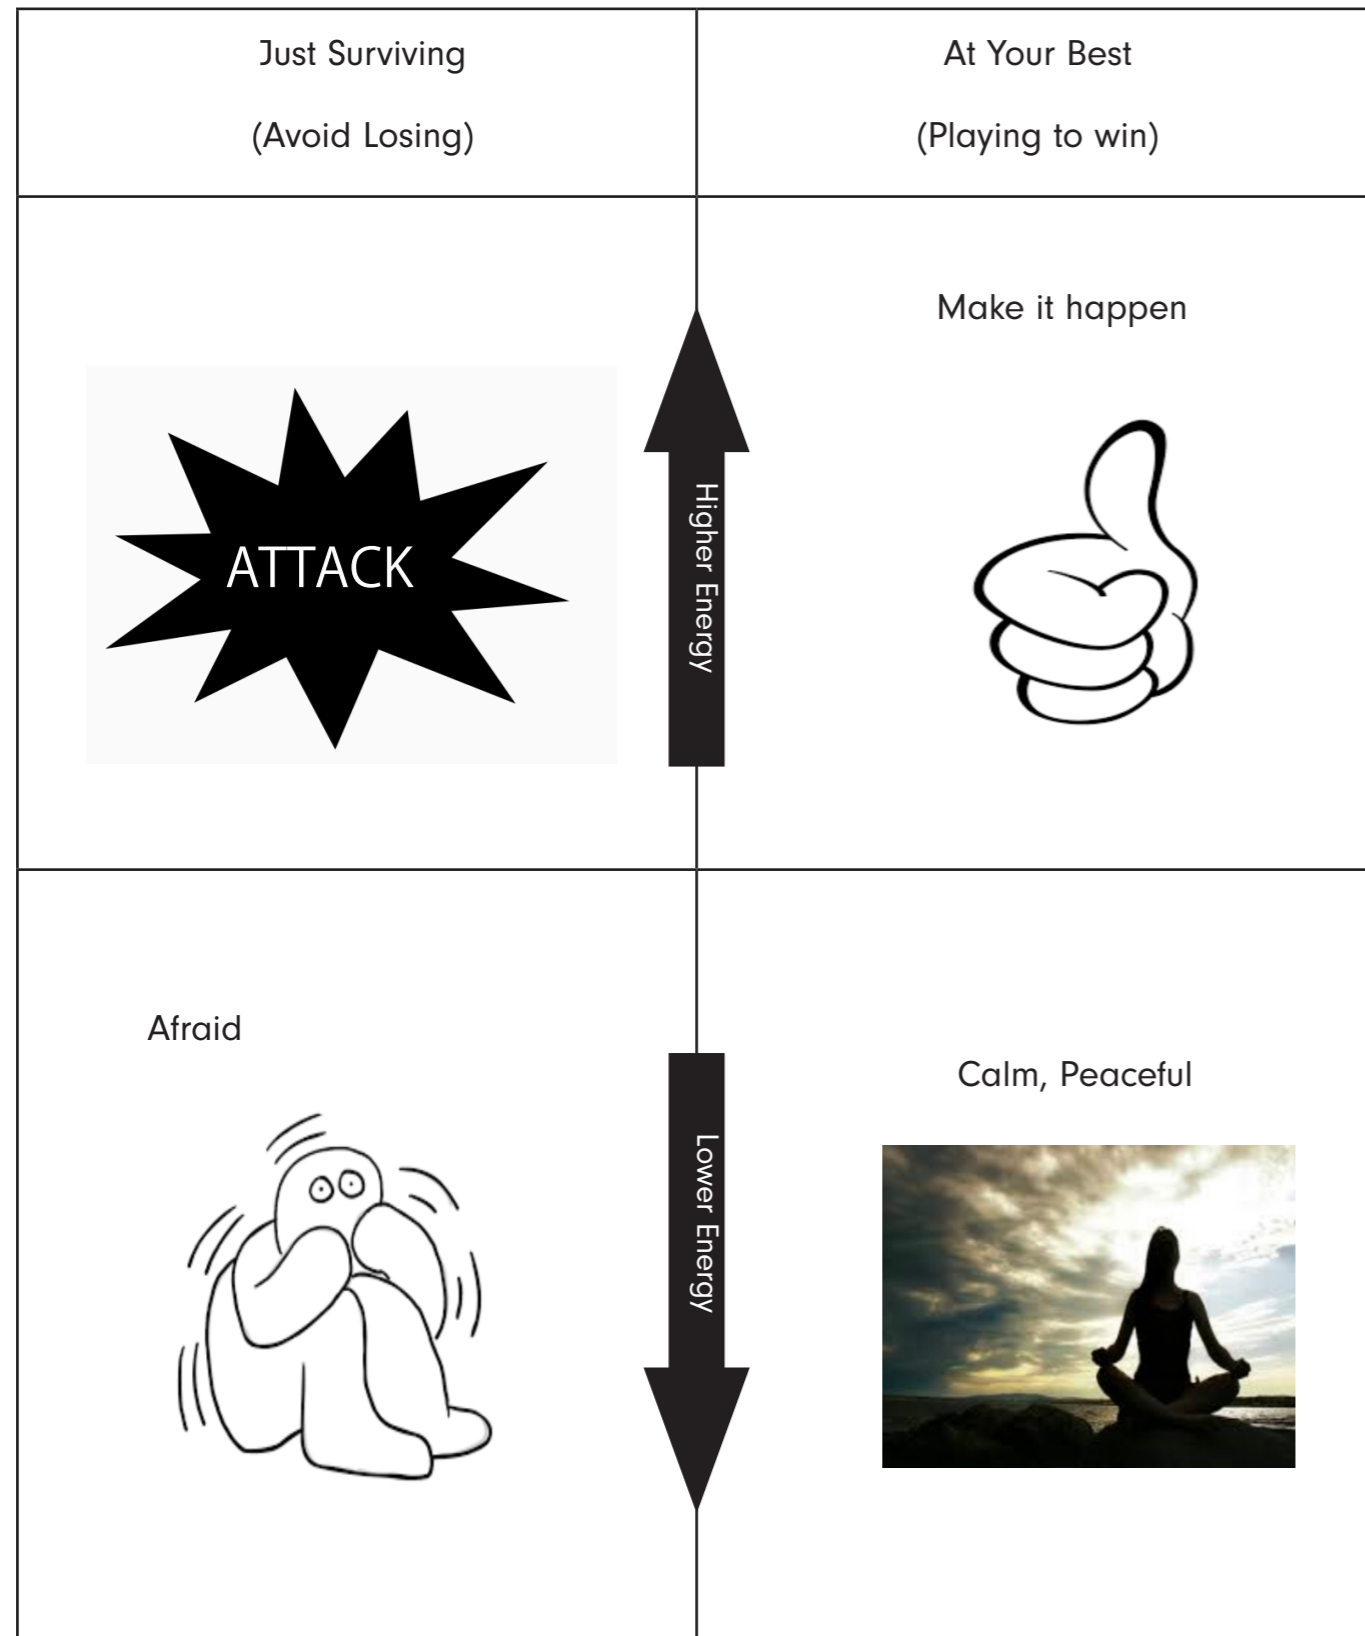 Just Surviving
(Avoid Losing)
At Your Best
(Playing to win)
ATTACK
Higher Energy
Make it happen
Afraid
Lower Energy
Calm, Peaceful